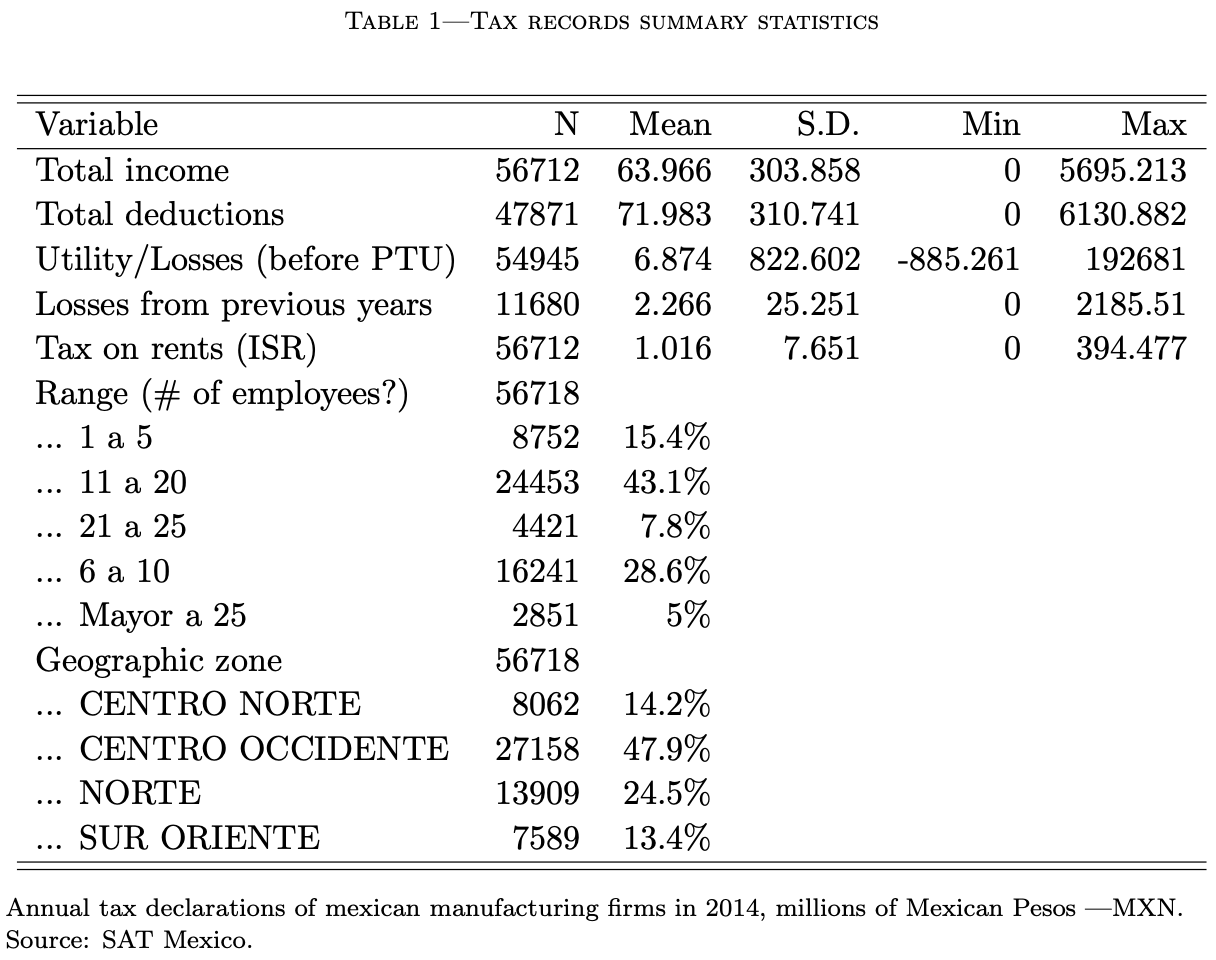 TABLE 1—TAX RECORDS SUMMARY STATISTICS
Variable N Mean S.D. Min Max
Total income 56712 63.966 303.858 0 5695.213
Total deductions 47871 71.983 310.741 0 6130.882
Utility/Losses (before PTU) 54945 6.874 822.602 -885.261 192681
Losses from previous years 11680 2.266 25.251 0 2185.51
Tax on rents (ISR) 56712 1.016 7.651 0 394.477
Range (# of employees?) 56718
... 1 a 5 8752 15.4%
... 11 a 20 24453 43.1%
... 21 a 25 4421 7.8%
... 6 a 10 16241 28.6%
... Mayor a 25 2851 5%
Geographic zone 56718
... CENTRO NORTE 8062 14.2%
... CENTRO OCCIDENTE 27158 47.9%
... NORTE 13909 24.5%
... SUR ORIENTE 7589 13.4%
Annual tax declarations of mexican manufacturing firms in 2014, millions of Mexican Pesos —MXN.
Source: SAT Mexico.